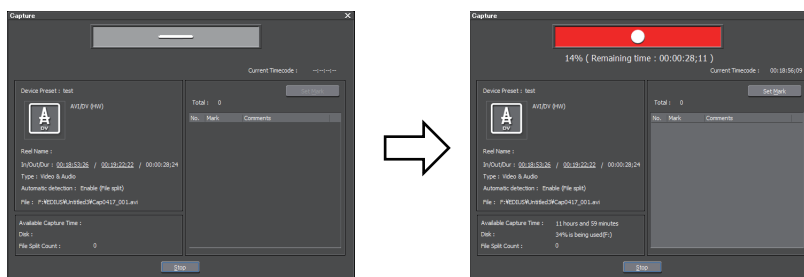 Capture
Current Timecode : --:--:--:--
Device Preset : test
AVI/DV (HW)
DV
Reel Name :
In/Out/Dur : 00:18:53:26 / 00:19:22:22 / 00:00:28;24
Type : Video & Audio
Automatic detection : Enable (File split)
File : F:¥EDIUS¥Untitled3¥Cap0417_001.avi
Set Mark
Total : 0
No. Mark Comments
Available Capture Time :
Disk :
File Split Count : 0
Stop
Capture
14% ( Remaining time : 00:00:28;11 )
Current Timecode : 00:18:56;09
Device Preset : test
AVI/DV (HW)
DV
Reel Name :
In/Out/Dur : 00:18:53:26 / 00:19:22:22 / 00:00:28;24
Type : Video & Audio
Automatic detection : Enable (File split)
File : F:¥EDIUS¥Untitled3¥Cap0417_001.avi
Set Mark
Total : 0
No. Mark Comments
Available Capture Time : 11 hours and 59 minutes
Disk : 34% is being used(F:)
File Split Count : 0
Stop